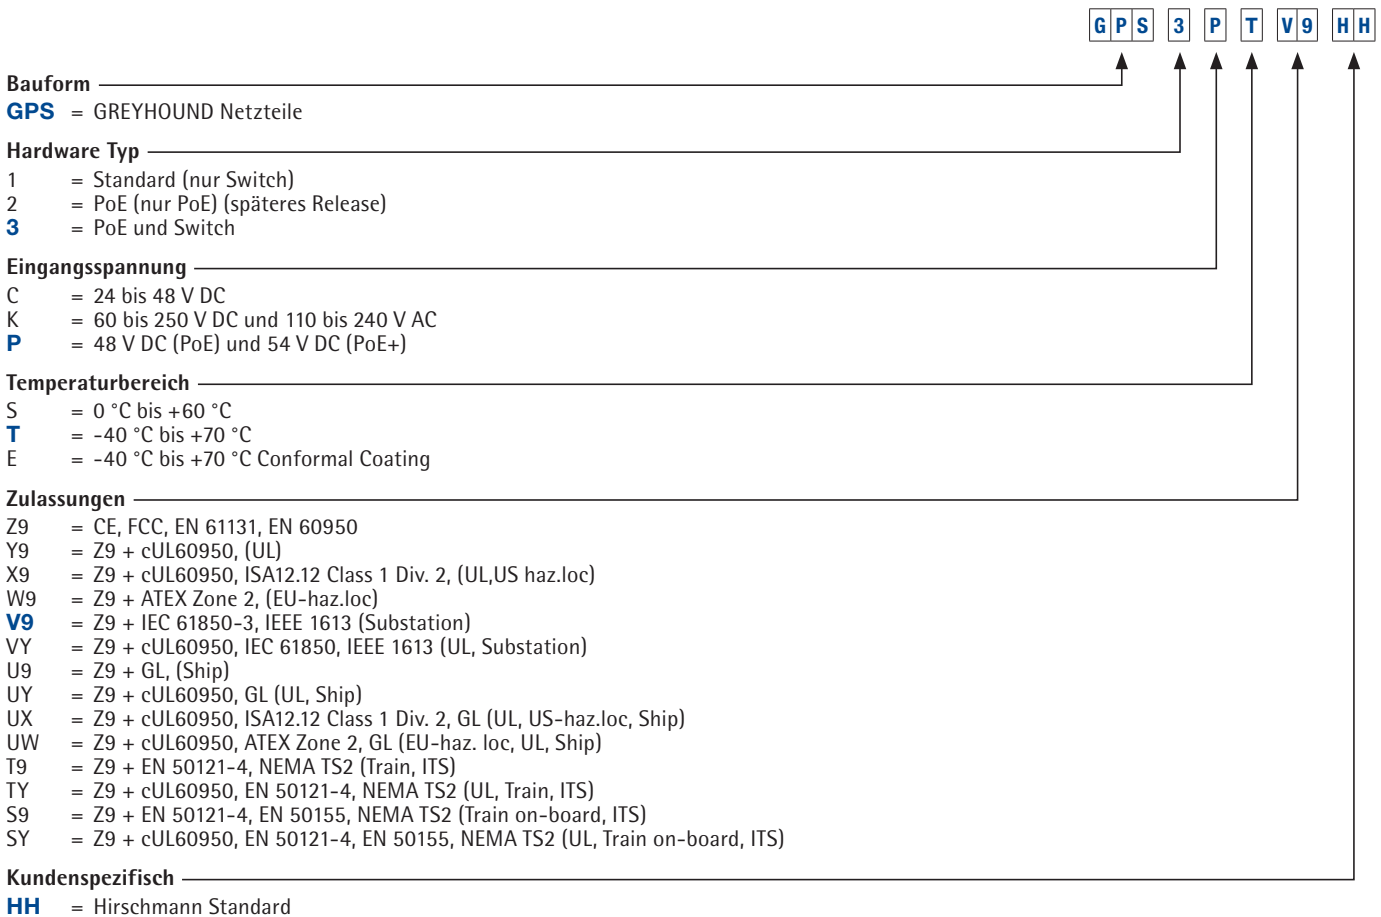 GPS 3 P T V9 HH
Bauform
GPS = GREYHOUND Netzteile
Hardware Typ
1 = Standard (nur Switch)
2 = PoE (nur PoE) (späteres Release)
3 = PoE und Switch
Eingangsspannung
C = 24 bis 48 V DC
K = 60 bis 250 V DC und 110 bis 240 V AC
P = 48 V DC (PoE) und 54 V DC (PoE+)
Temperaturbereich
S = 0 °C bis +60 °C
T = -40 °C bis +70 °C
E = -40 °C bis +70 °C Conformal Coating
Zulassungen
Z9 = CE, FCC, EN 61131, EN 60950
Y9 = Z9 + cUL60950, (UL)
X9 = Z9 + cUL60950, ISA12.12 Class 1 Div. 2, (UL,US haz.loc)
W9 = Z9 + ATEX Zone 2, (EU-haz.loc)
V9 = Z9 + IEC 61850-3, IEEE 1613 (Substation)
VY = Z9 + cUL60950, IEC 61850, IEEE 1613 (UL, Substation)
U9 = Z9 + GL, (Ship)
UY = Z9 + cUL60950, GL (UL, Ship)
UX = Z9 + cUL60950, ISA12.12 Class 1 Div. 2, GL (UL, US-haz.loc, Ship)
UW = Z9 + cUL60950, ATEX Zone 2, GL (EU-haz. loc, UL, Ship)
T9 = Z9 + EN 50121-4, NEMA TS2 (Train, ITS)
TY = Z9 + cUL60950, EN 50121-4, NEMA TS2 (UL, Train, ITS)
S9 = Z9 + EN 50121-4, EN 50155, NEMA TS2 (Train on-board, ITS)
SY = Z9 + cUL60950, EN 50121-4, EN 50155, NEMA TS2 (UL, Train on-board, ITS)
Kundenspezifisch
HH = Hirschmann Standard